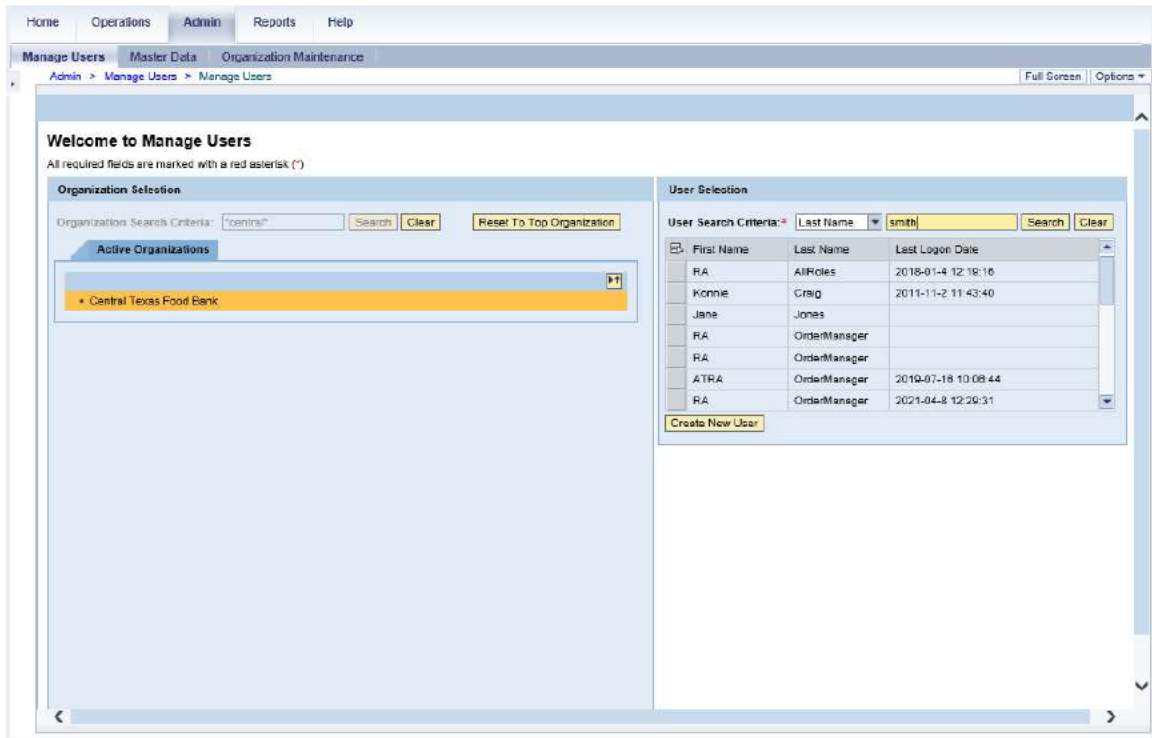 Home Operations Admin Reports Help
Manage Users Master Data Organization Maintenance
Admin > Manage Users > Manage Users Full Screen Options
Welcome to Manage Users
All required fields are marked with a red asterisk (*)
Organization Selection
Organization Search Criteria: *central* Search Clear Reset To Top Organization
Active Organizations
• Central Texas Food Bank
User Selection
User Search Criteria:* Last Name smith Search Clear
First Name Last Name Last Logon Date
RA AllRoles 2018-01-4 12:19:16
Konnie Craig 2011-11-2 11:43:40
Jane Jones
RA OrderManager
RA OrderManager
ATRA OrderManager 2019-07-16 10:06:44
RA OrderManager 2021-04-8 12:29:31
Create New User